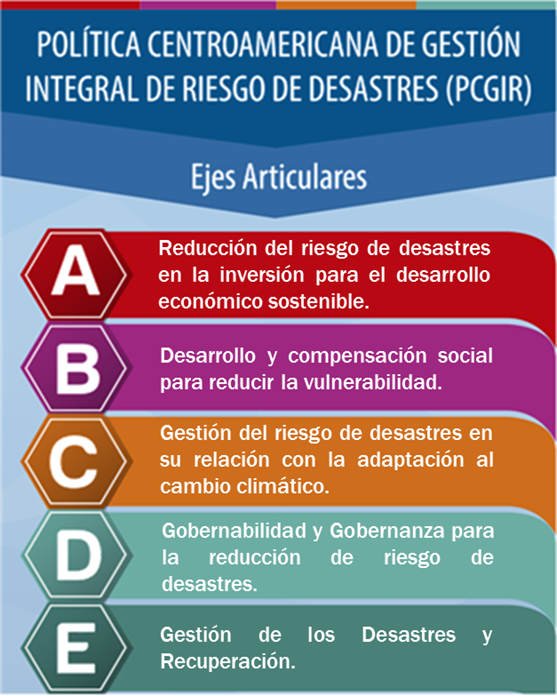 POLÍTICA CENTROAMERICANA DE GESTIÓN
INTEGRAL DE RIESGO DE DESASTRES (PCGIR)
Ejes Articulares
A
Reducción del riesgo de desastres
en la inversión para el desarrollo
económico sostenible.
B
Desarrollo y compensación social
para reducir la vulnerabilidad.
C
Gestión del riesgo de desastres en
su relación con la adaptación al
cambio climático.
D
Gobernabilidad y Gobernanza para
la reducción de riesgo de
desastres.
E
Gestión de los Desastres y
Recuperación.